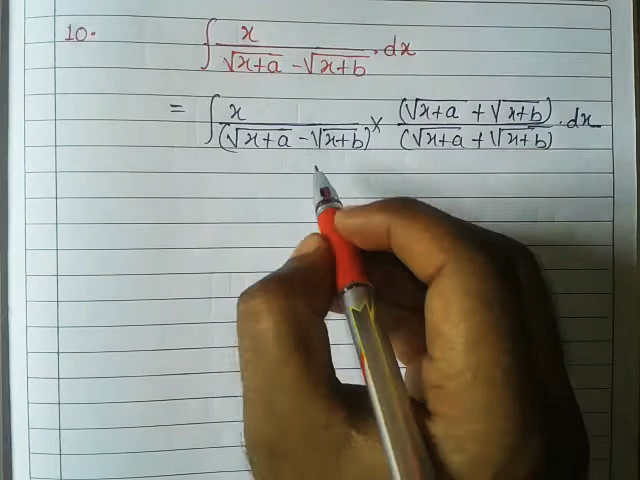 10. ∫ x / (√(x+a) - √(x+b)) . dx
= ∫ x / (√(x+a) - √(x+b)) × (√(x+a) + √(x+b)) / (√(x+a) + √(x+b)) . dx